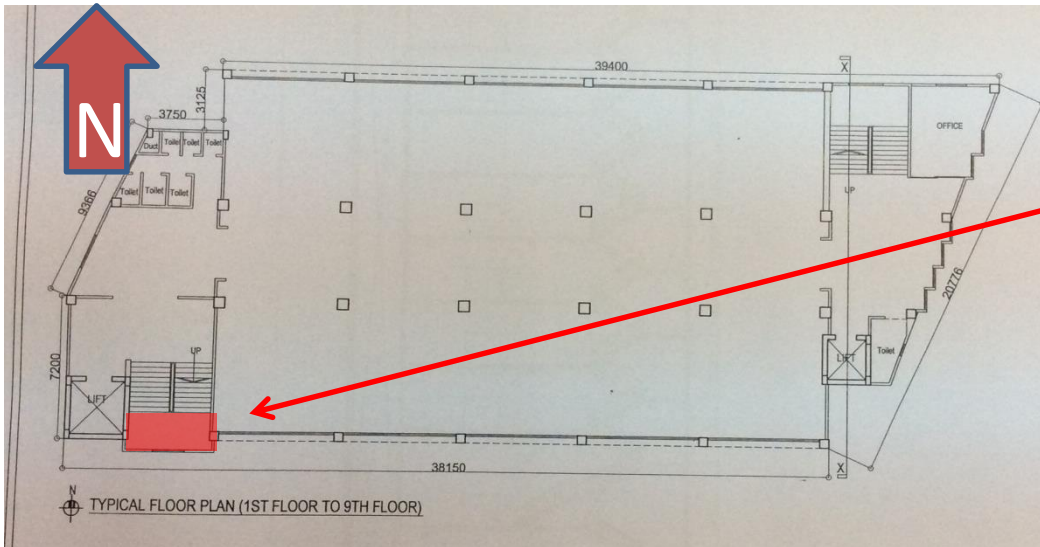 N
39400
X
3125
3750
OFFICE
Duct
Toilet
Toilet
Toilet
Toilet
Toilet
Toilet
UP
9366
20776
UP
7200
LIFT
LIFT
Toilet
38150
X
N
TYPICAL FLOOR PLAN (1ST FLOOR TO 9TH FLOOR)